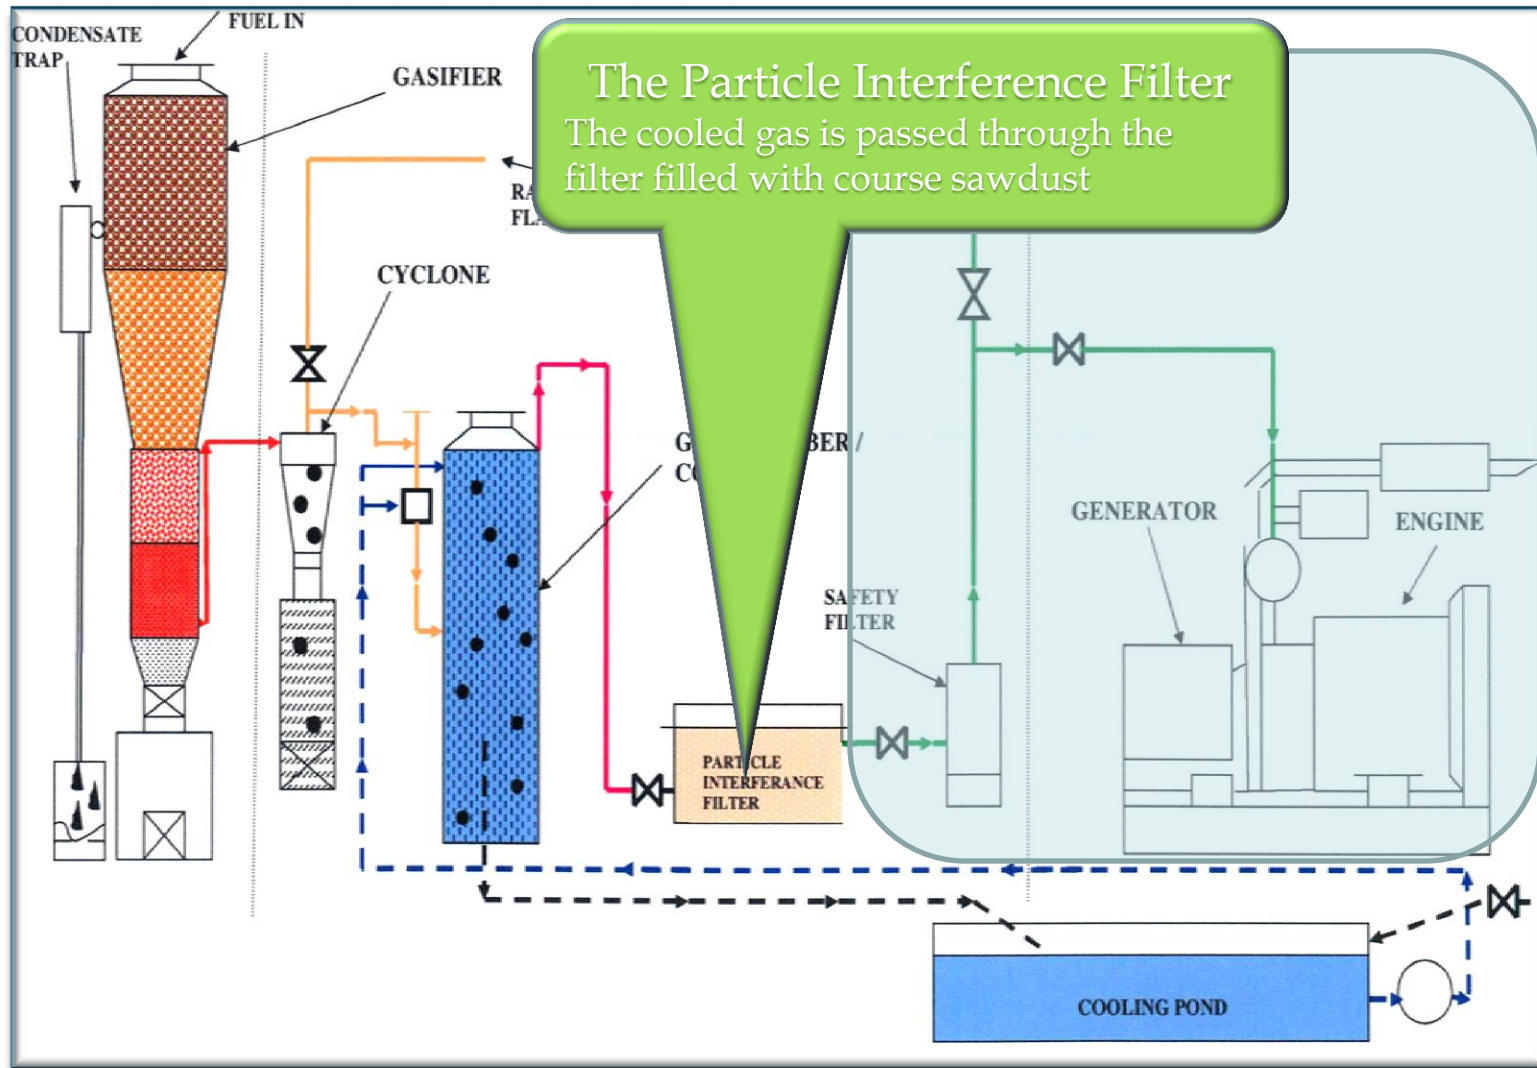 FUEL IN
CONDENSATE
TRAP
GASIFIER
The Particle Interference Filter
The cooled gas is passed through the
filter filled with course sawdust
CYCLONE
GENERATOR
ENGINE
SAFETY
FILTER
PARTICLE
INTERFERANCE
FILTER
COOLING POND